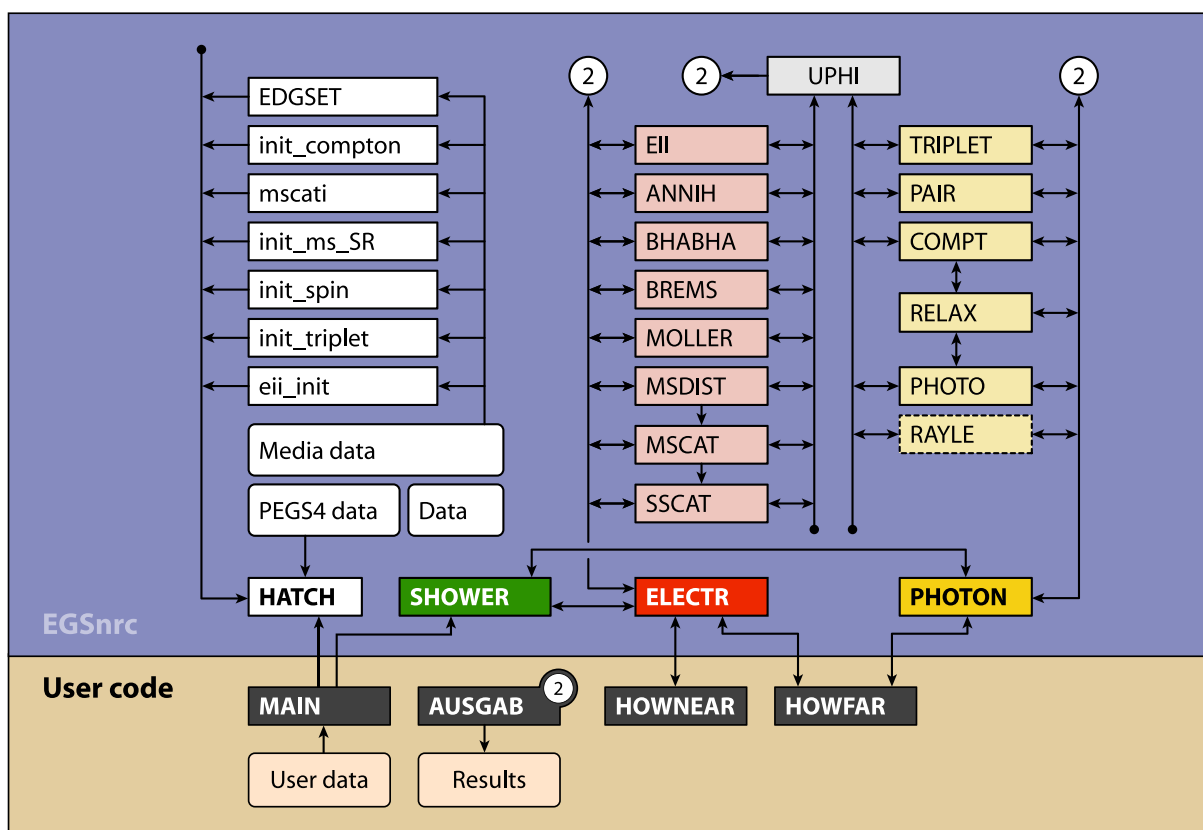 2
2
UPHI
2
EDGSET
init_compton
mscati
init_ms_SR
init_spin
init_triplet
eii_init
Media data
PEGS4 data
Data
EII
ANNIH
BHABHA
BREMS
MOLLER
MSDIST
MSCAT
SSCAT
TRIPLET
PAIR
COMPT
RELAX
PHOTO
RAYLE
HATCH
SHOWER
ELECTR
PHOTON
EGSnrc
User code
MAIN
AUSGAB
2
HOWNEAR
HOWFAR
User data
Results